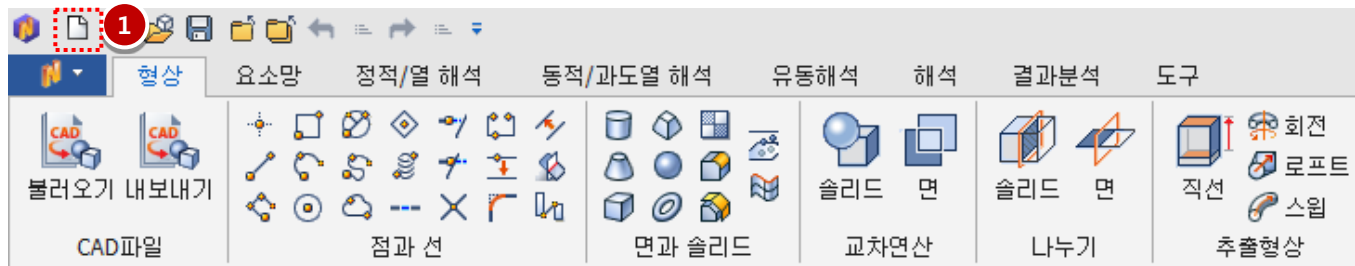 1
형상 요소망 정적/열 해석 동적/과도열 해석 유동해석 해석 결과분석 도구
CAD CAD 회전
불러오기 내보내기 솔리드 면 솔리드 면 직선 로프트
스윕
CAD파일 점과 선 면과 솔리드 교차연산 나누기 추출형상